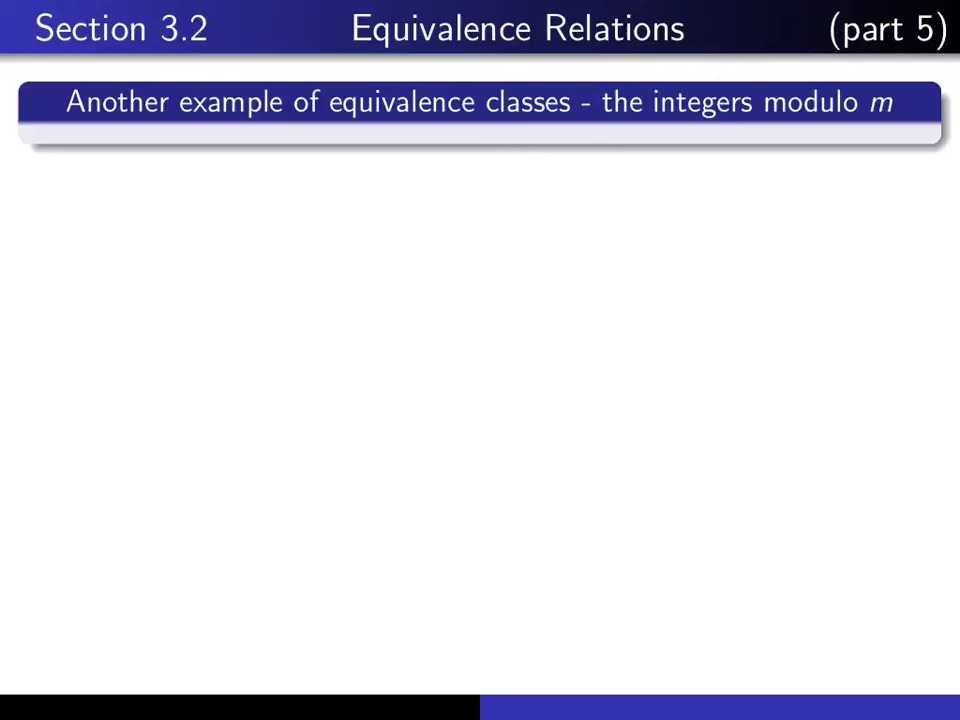 Section 3.2 Equivalence Relations (part 5)
Another example of equivalence classes - the integers modulo m